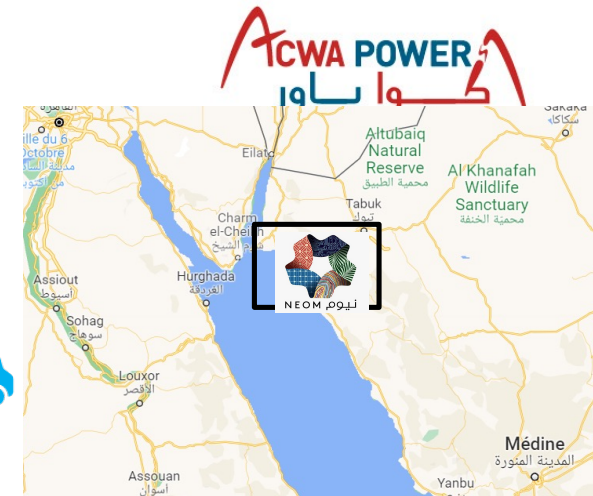 ACWA POWER
أكوا باور
القاهرة
Sakaka
سكاكا
ille du 6
Octobre
Eilat
Altubaiq
Natural
Reserve
محمية الطبيق
Al Khanafah
Wildlife
Sanctuary
محمية الخنفة
Tabuk
تبوك
Charm
el-Cheikh
شرم الشيخ
Hurghada
الغردقة
NEOM نيوم
Assiout
أسيوط
Sohag
سوهاج
Louxor
الأقصر
Médine
المدينة المنورة
Yanbu
Assouan
أسوان